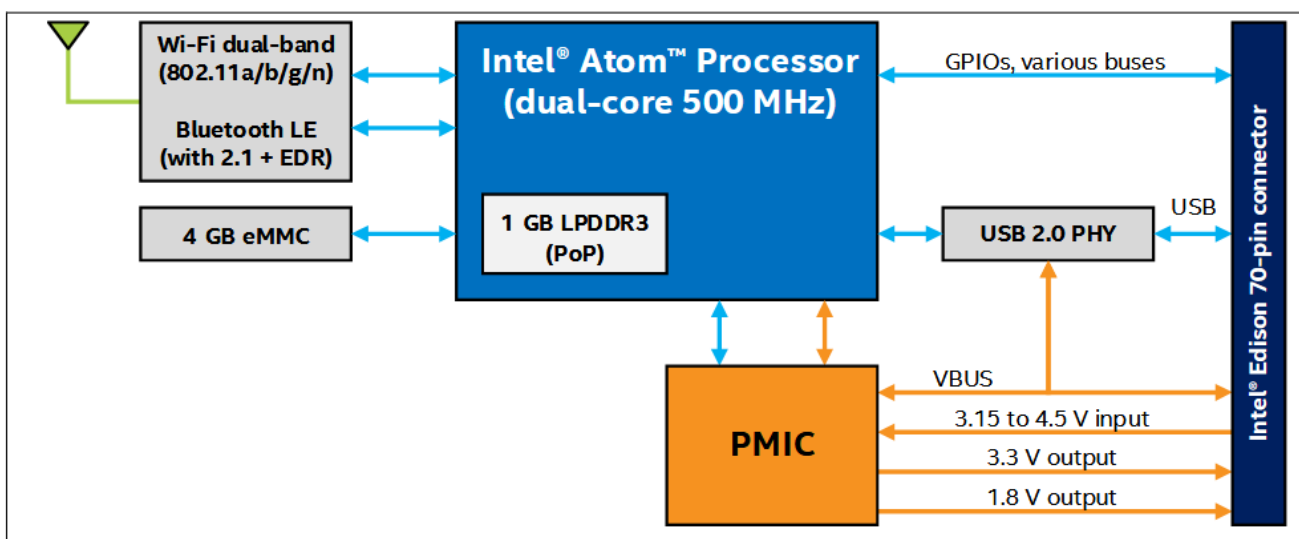 Wi-Fi dual-band
(802.11a/b/g/n)
Bluetooth LE
(with 2.1 + EDR)
4 GB eMMC
Intel® Atom™ Processor
(dual-core 500 MHz)
1 GB LPDDR3
(PoP)
GPIOs, various buses
USB 2.0 PHY
USB
PMIC
VBUS
3.15 to 4.5 V input
3.3 V output
1.8 V output
Intel® Edison 70-pin connector